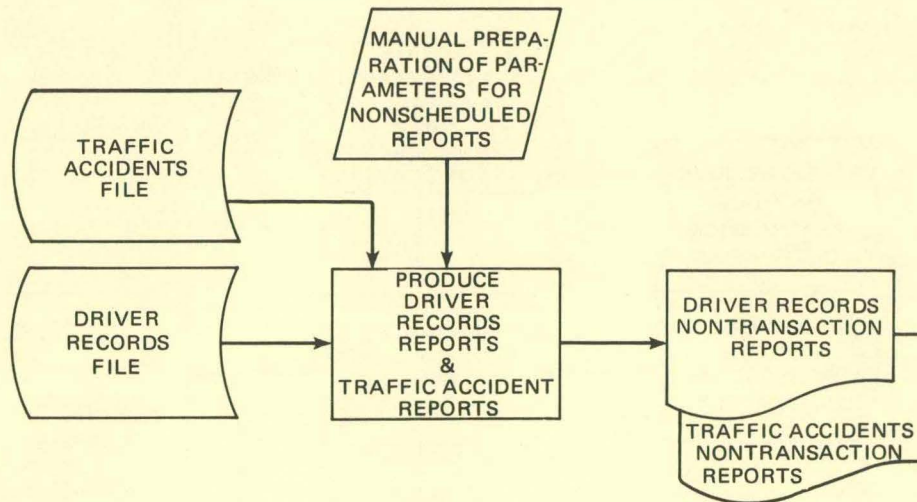 MANUAL PREPA-
RATION OF PAR-
AMETERS FOR
NONSCHEDULED
REPORTS
TRAFFIC
ACCIDENTS
FILE
DRIVER
RECORDS
FILE
PRODUCE
DRIVER
RECORDS
REPORTS
&
TRAFFIC ACCIDENT
REPORTS
DRIVER RECORDS
NONTRANSACTION
REPORTS
TRAFFIC ACCIDENTS
NONTRANSACTION
REPORTS